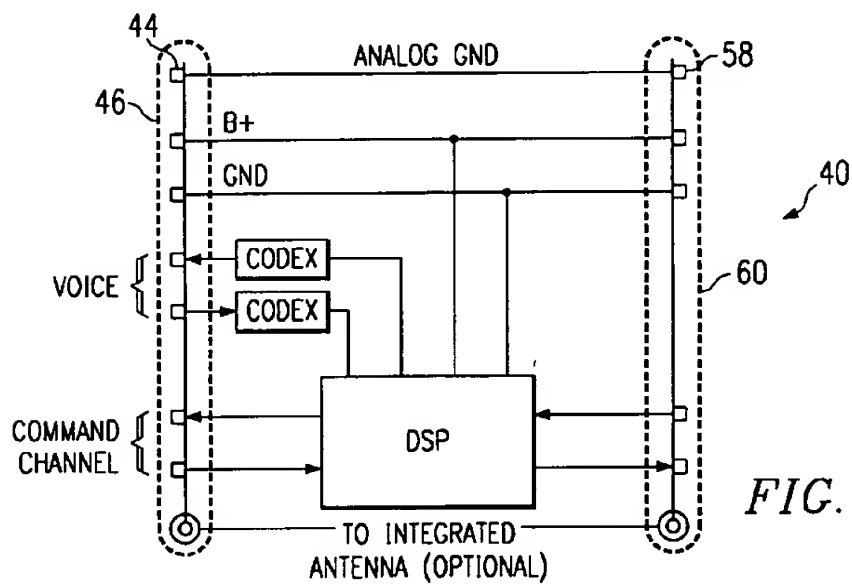 44
ANALOG GND
58
46
B+
GND
40
CODEX
VOICE
CODEX
60
COMMAND
CHANNEL
DSP
FIG.
TO INTEGRATED
ANTENNA (OPTIONAL)